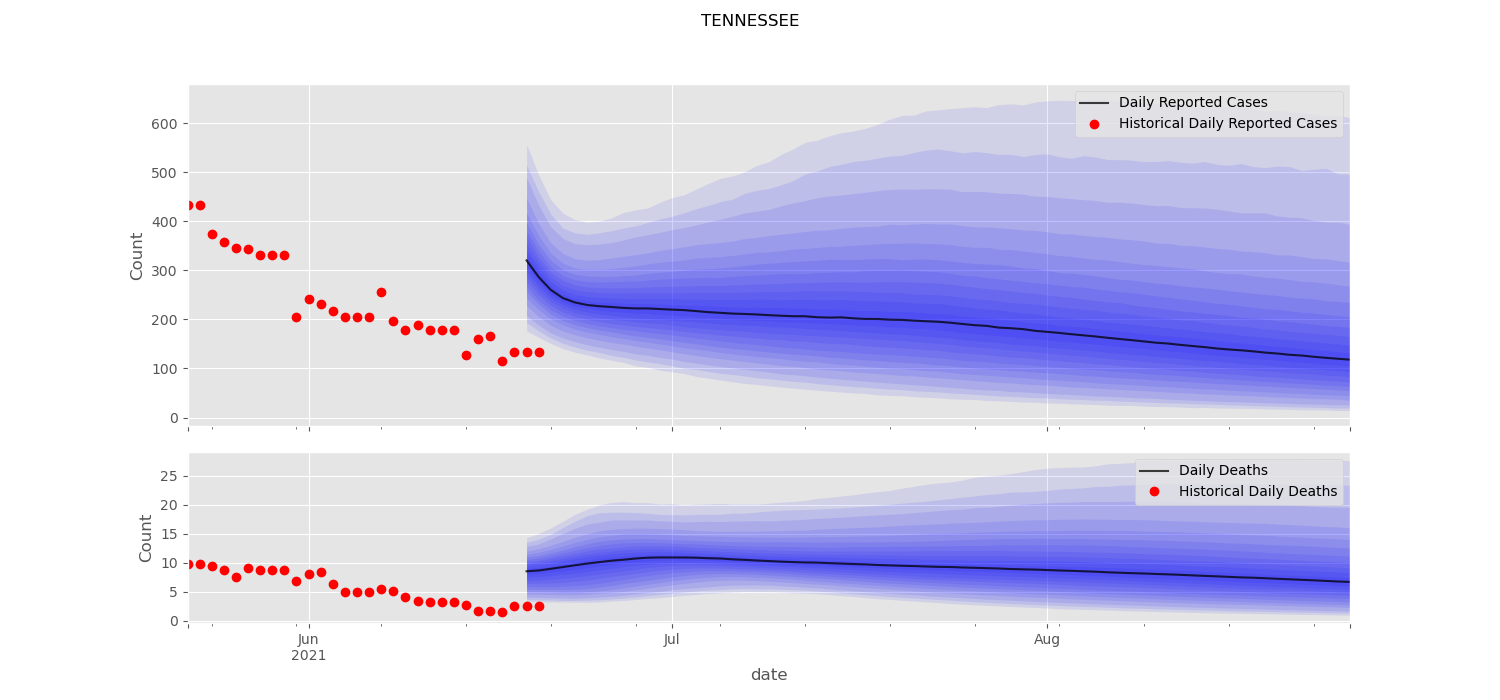 TENNESSEE
Daily Reported Cases
Historical Daily Reported Cases
600
500
400
300
200
100
0
Count
Daily Deaths
Historical Daily Deaths
25
20
15
10
5
0
Count
Jun
2021
Jul
Aug
date